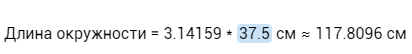 Длина окружности = 3.14159 * 37.5 см ≈ 117.8096 см